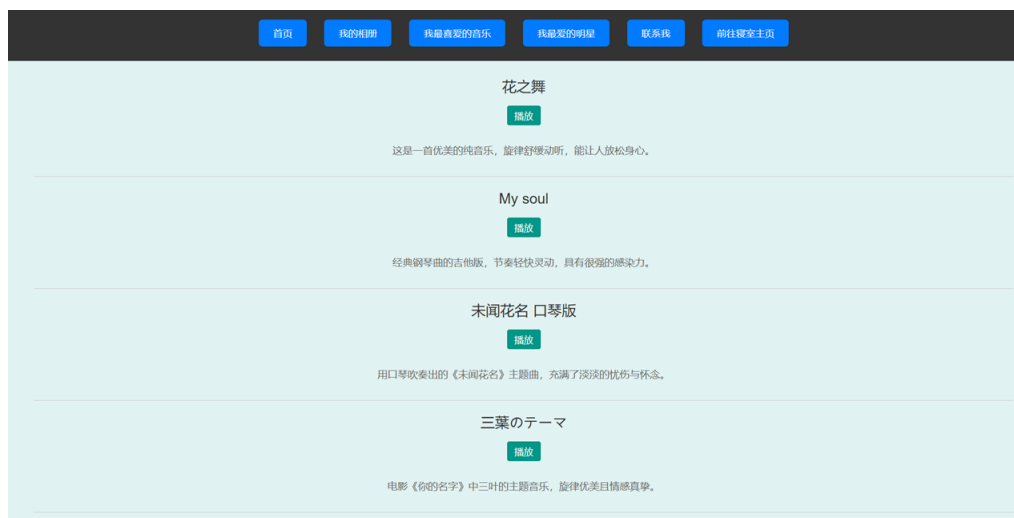 首页 我的相册 我最喜爱的音乐 我最爱的明星 联系我 前往寝室主页
花之舞
播放
这是一首优美的纯音乐，旋律舒缓动听，能让人放松身心。
My soul
播放
经典钢琴曲的吉他版，节奏轻快灵动，具有很强的感染力。
未闻花名 口琴版
播放
用口琴吹奏出的《未闻花名》主题曲，充满了淡淡的忧伤与怀念。
三葉のテーマ
播放
电影《你的名字》中三叶的主题音乐，旋律优美且情感真挚。